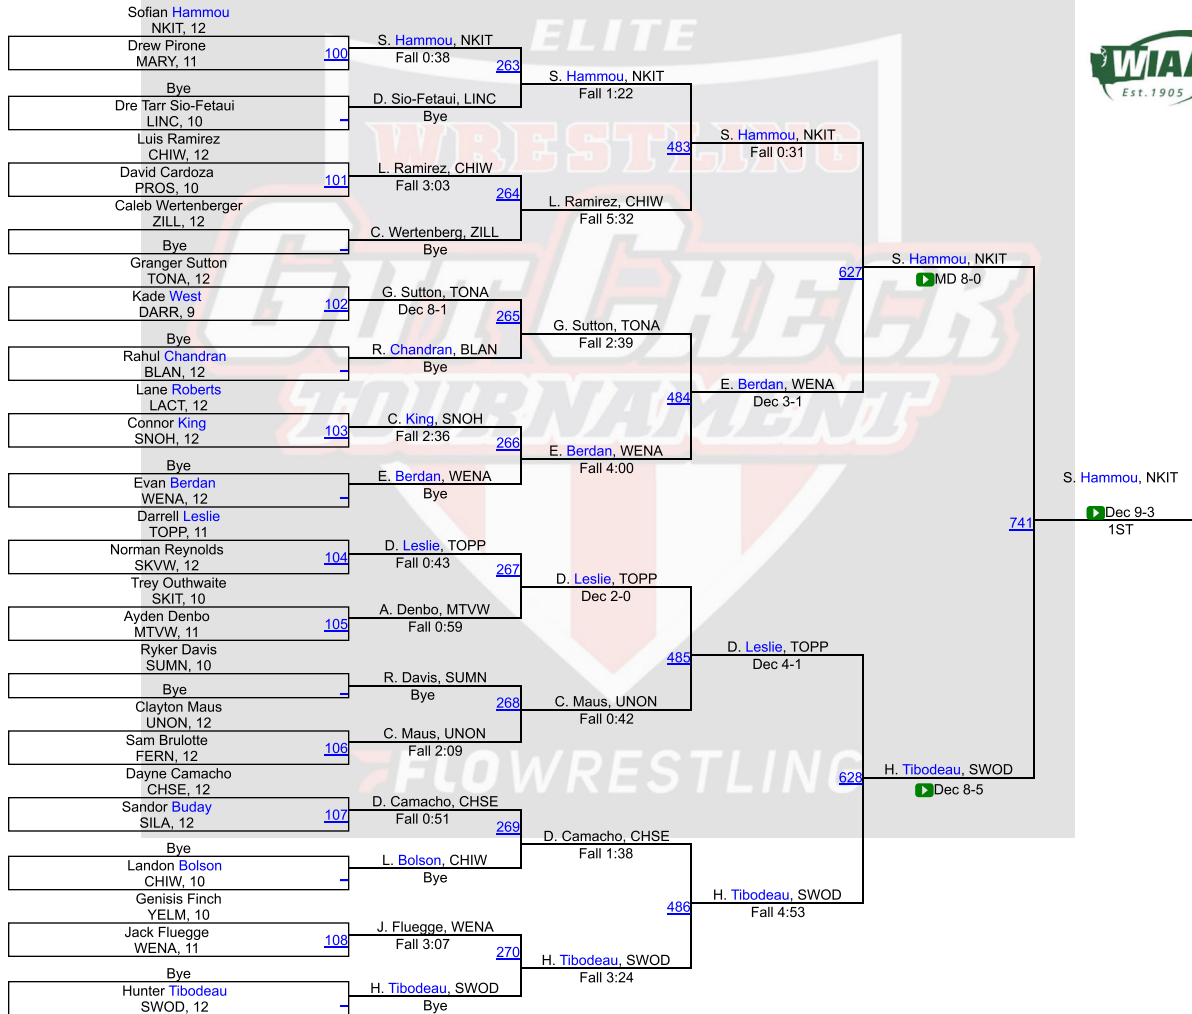 Sofian Hammou
NKIT, 12
Drew Pirone
MARY, 11
100
Bye
Dre Tarr Sio-Fetaui
LINC, 10
Luis Ramirez
CHIW, 12
David Cardoza
PROS, 10
101
Caleb Wertenberger
ZILL, 12
Bye
Granger Sutton
TONA, 12
Kade West
DARR, 9
102
Bye
Rahul Chandran
BLAN, 12
Lane Roberts
LACT, 12
Connor King
SNOH, 12
103
Bye
Evan Berdan
WENA, 12
Darrell Leslie
TOPP, 11
Norman Reynolds
SKVW, 12
104
Trey Outhwaite
SKIT, 10
Ayden Denbo
MTVW, 11
105
Ryker Davis
SUMN, 10
Bye
Clayton Maus
UNON, 12
Sam Brulotte
FERN, 12
106
Dayne Camacho
CHSE, 12
Sandor Buday
SILA, 12
107
Bye
Landon Bolson
CHIW, 10
Genisis Finch
YELM, 10
Jack Fluegge
WENA, 11
108
Bye
Hunter Tibodeau
SWOD, 12
S. Hammou, NKIT
Fall 0:38
263
D. Sio-Fetaui, LINC
Bye
L. Ramirez, CHIW
Fall 3:03
264
C. Wertenberg, ZILL
Bye
G. Sutton, TONA
Dec 8-1
265
R. Chandran, BLAN
Bye
C. King, SNOH
Fall 2:36
266
E. Berdan, WENA
Bye
D. Leslie, TOPP
Fall 0:43
267
A. Denbo, MTVW
Fall 0:59
R. Davis, SUMN
Bye
268
C. Maus, UNON
Fall 2:09
D. Camacho, CHSE
Fall 0:51
269
L. Bolson, CHIW
Bye
J. Fluegge, WENA
Fall 3:07
270
H. Tibodeau, SWOD
Bye
S. Hammou, NKIT
Fall 1:22
483
L. Ramirez, CHIW
Fall 5:32
G. Sutton, TONA
Fall 2:39
484
E. Berdan, WENA
Fall 4:00
D. Leslie, TOPP
Dec 2-0
485
C. Maus, UNON
Fall 0:42
D. Camacho, CHSE
Fall 1:38
486
H. Tibodeau, SWOD
Fall 3:24
S. Hammou, NKIT
Fall 0:31
627
E. Berdan, WENA
Dec 3-1
D. Leslie, TOPP
Dec 4-1
628
H. Tibodeau, SWOD
Fall 4:53
S. Hammou, NKIT
MD 8-0
741
H. Tibodeau, SWOD
Dec 8-5
S. Hammou, NKIT
Dec 9-3
1ST
ELITE
WRESTLING
GUT CHECK
TOURNAMENT
FLOWRESTLING
Est. 1905